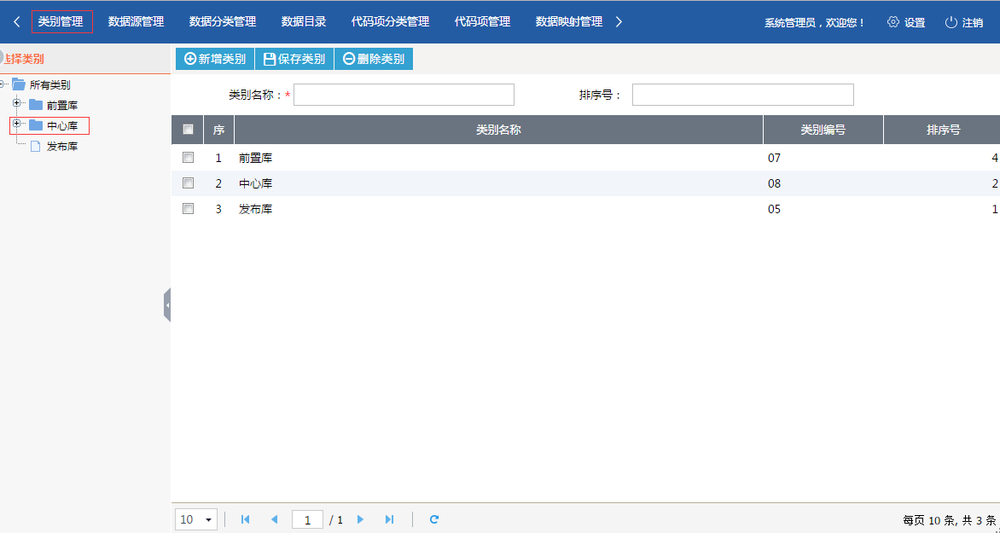 类别管理 数据源管理 数据分类管理 数据目录 代码项分类管理 代码项管理 数据映射管理 系统管理员，欢迎您！ 设置 注销
选择类别
所有类别
前置库
中心库
发布库
新增类别 保存类别 删除类别
类别名称：* 排序号：
序 类别名称 类别编号 排序号
1 前置库 07 4
2 中心库 08 2
3 发布库 05 1
10 1 / 1 每页 10 条, 共 3 条